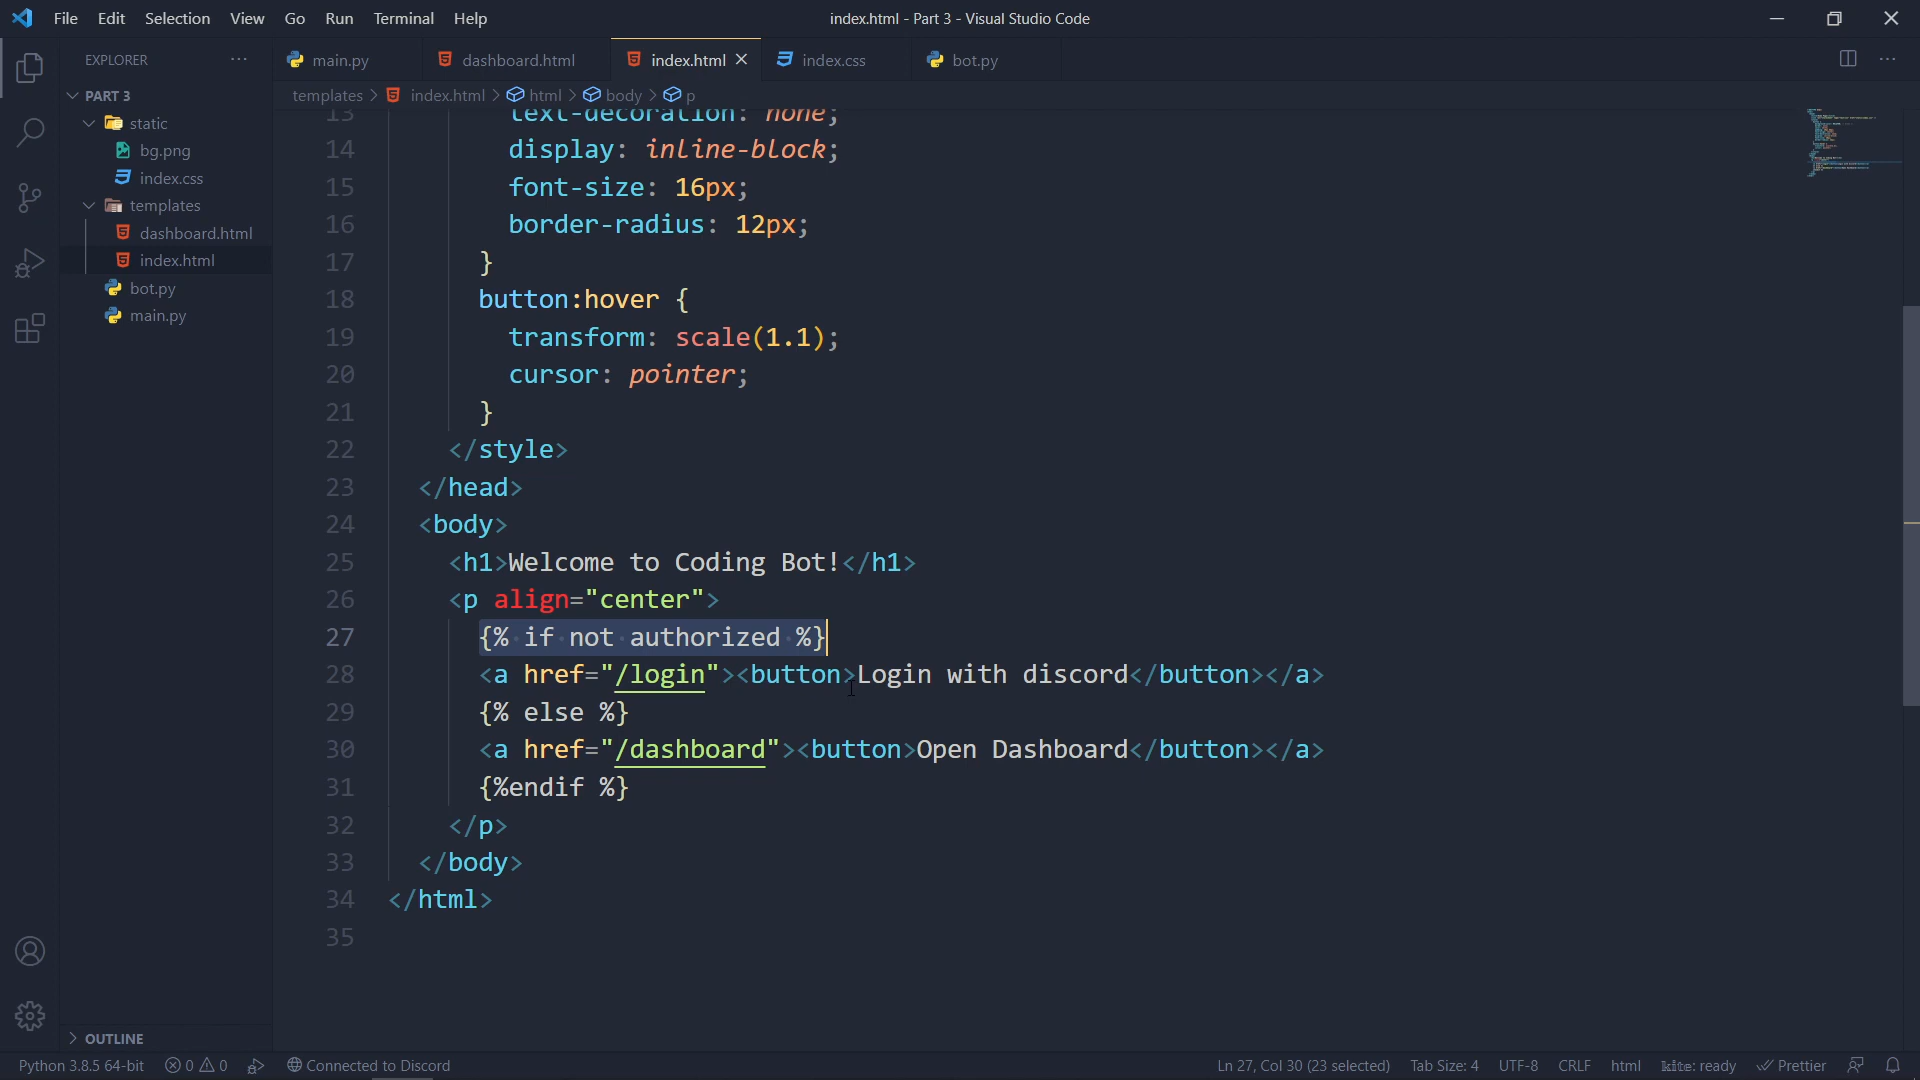 File Edit Selection View Go Run Terminal Help
index.html - Part 3 - Visual Studio Code
EXPLORER
PART 3
static
bg.png
index.css
templates
dashboard.html
index.html
bot.py
main.py
OUTLINE
main.py
dashboard.html
index.html
index.css
bot.py
templates > index.html > html > body > p
13 text-decoration: none;
14 display: inline-block;
15 font-size: 16px;
16 border-radius: 12px;
17 }
18 button:hover {
19 transform: scale(1.1);
20 cursor: pointer;
21 }
22 </style>
23 </head>
24 <body>
25 <h1>Welcome to Coding Bot!</h1>
26 <p align="center">
27 {% if not authorized %}
28 <a href="/login"><button>Login with discord</button></a>
29 {% else %}
30 <a href="/dashboard"><button>Open Dashboard</button></a>
31 {%endif %}
32 </p>
33 </body>
34 </html>
35
Python 3.8.5 64-bit 0 0 Connected to Discord Ln 27, Col 30 (23 selected) Tab Size: 4 UTF-8 CRLF html kite: ready Prettier